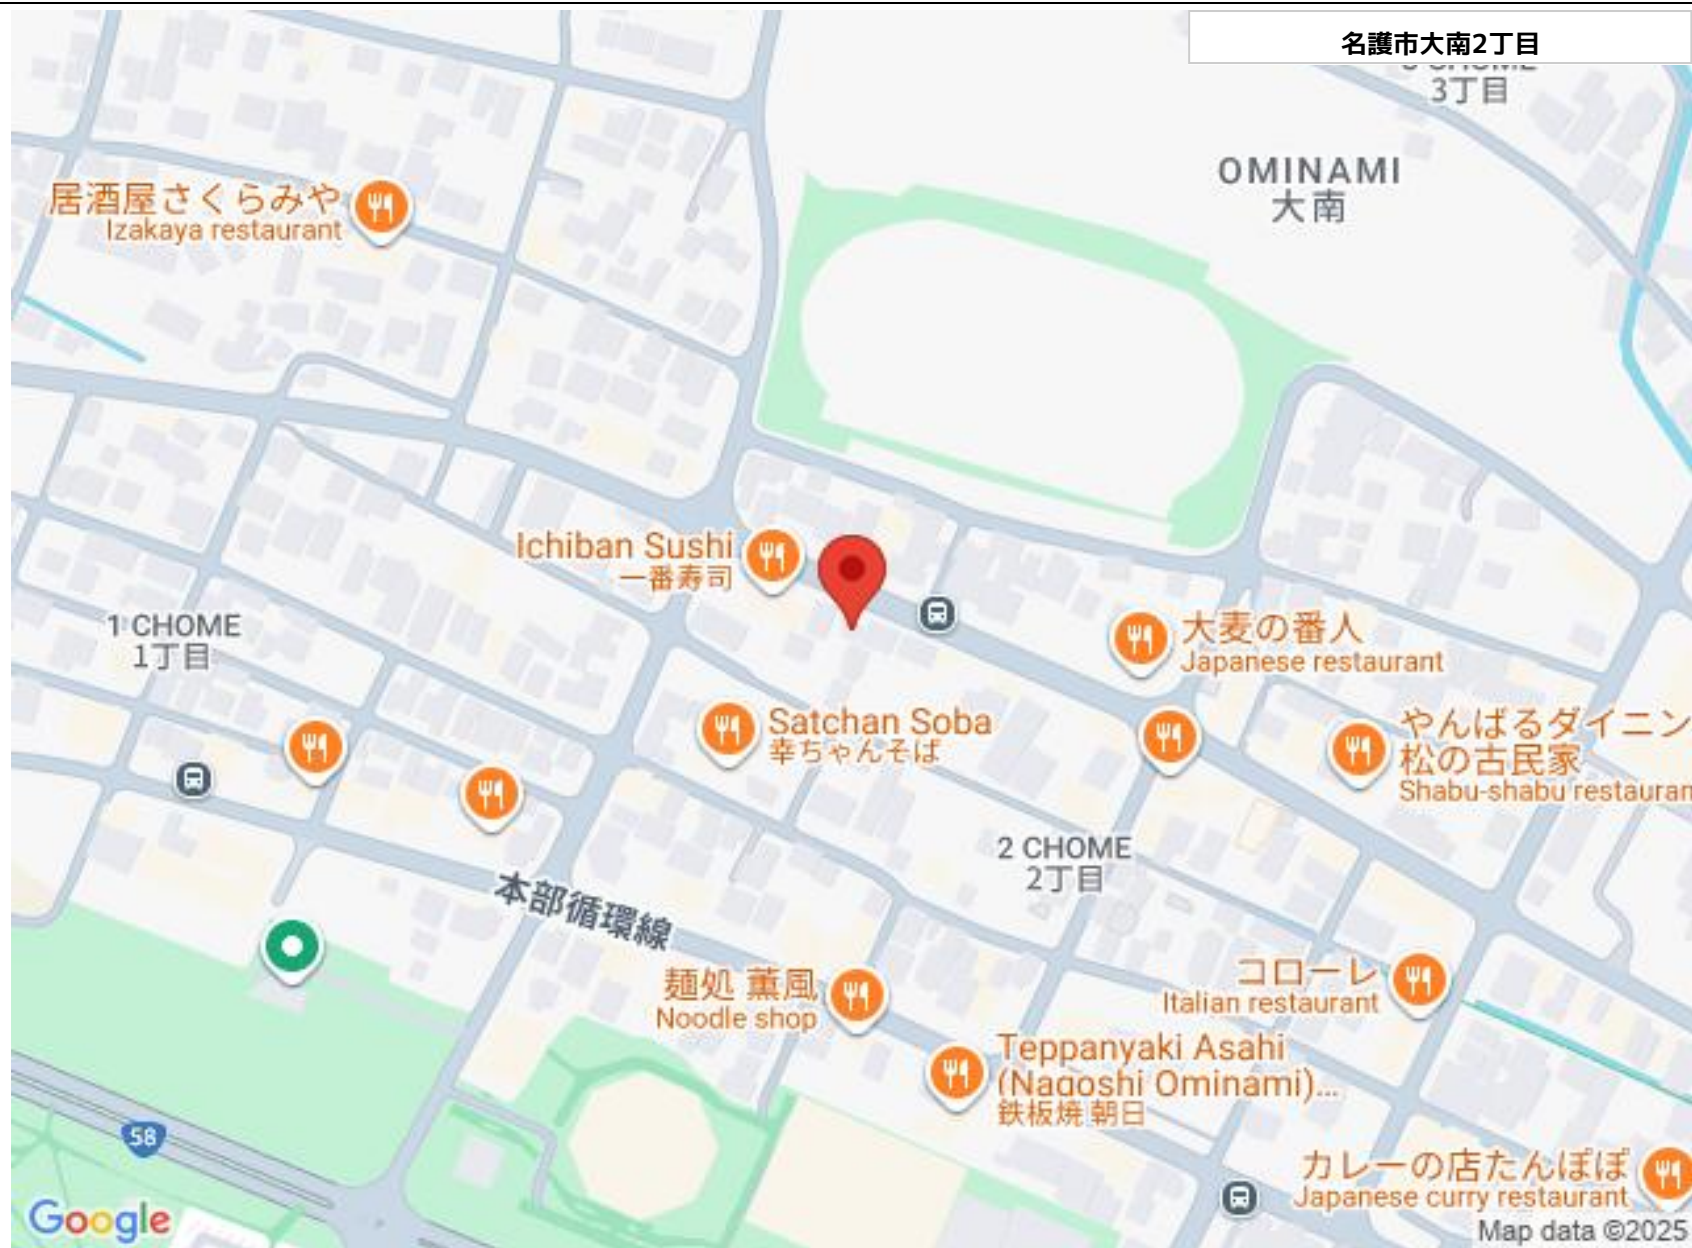 名護市大南2丁目
3丁目
OMINAMI
大南
居酒屋さくらみや
Izakaya restaurant
Ichiban Sushi
一番寿司
1 CHOME
1丁目
大麦の番人
Japanese restaurant
Satchan Soba
幸ちゃんそば
やんばるダイニン
松の古民家
Shabu-shabu restauran
2 CHOME
2丁目
本部循環線
麺処 薫風
Noodle shop
コローレ
Italian restaurant
Teppanyaki Asahi
(Nagoshi Ominami)...
鉄板焼 朝日
58
カレーの店たんぽぽ
Japanese curry restaurant
Google
Map data ©2025